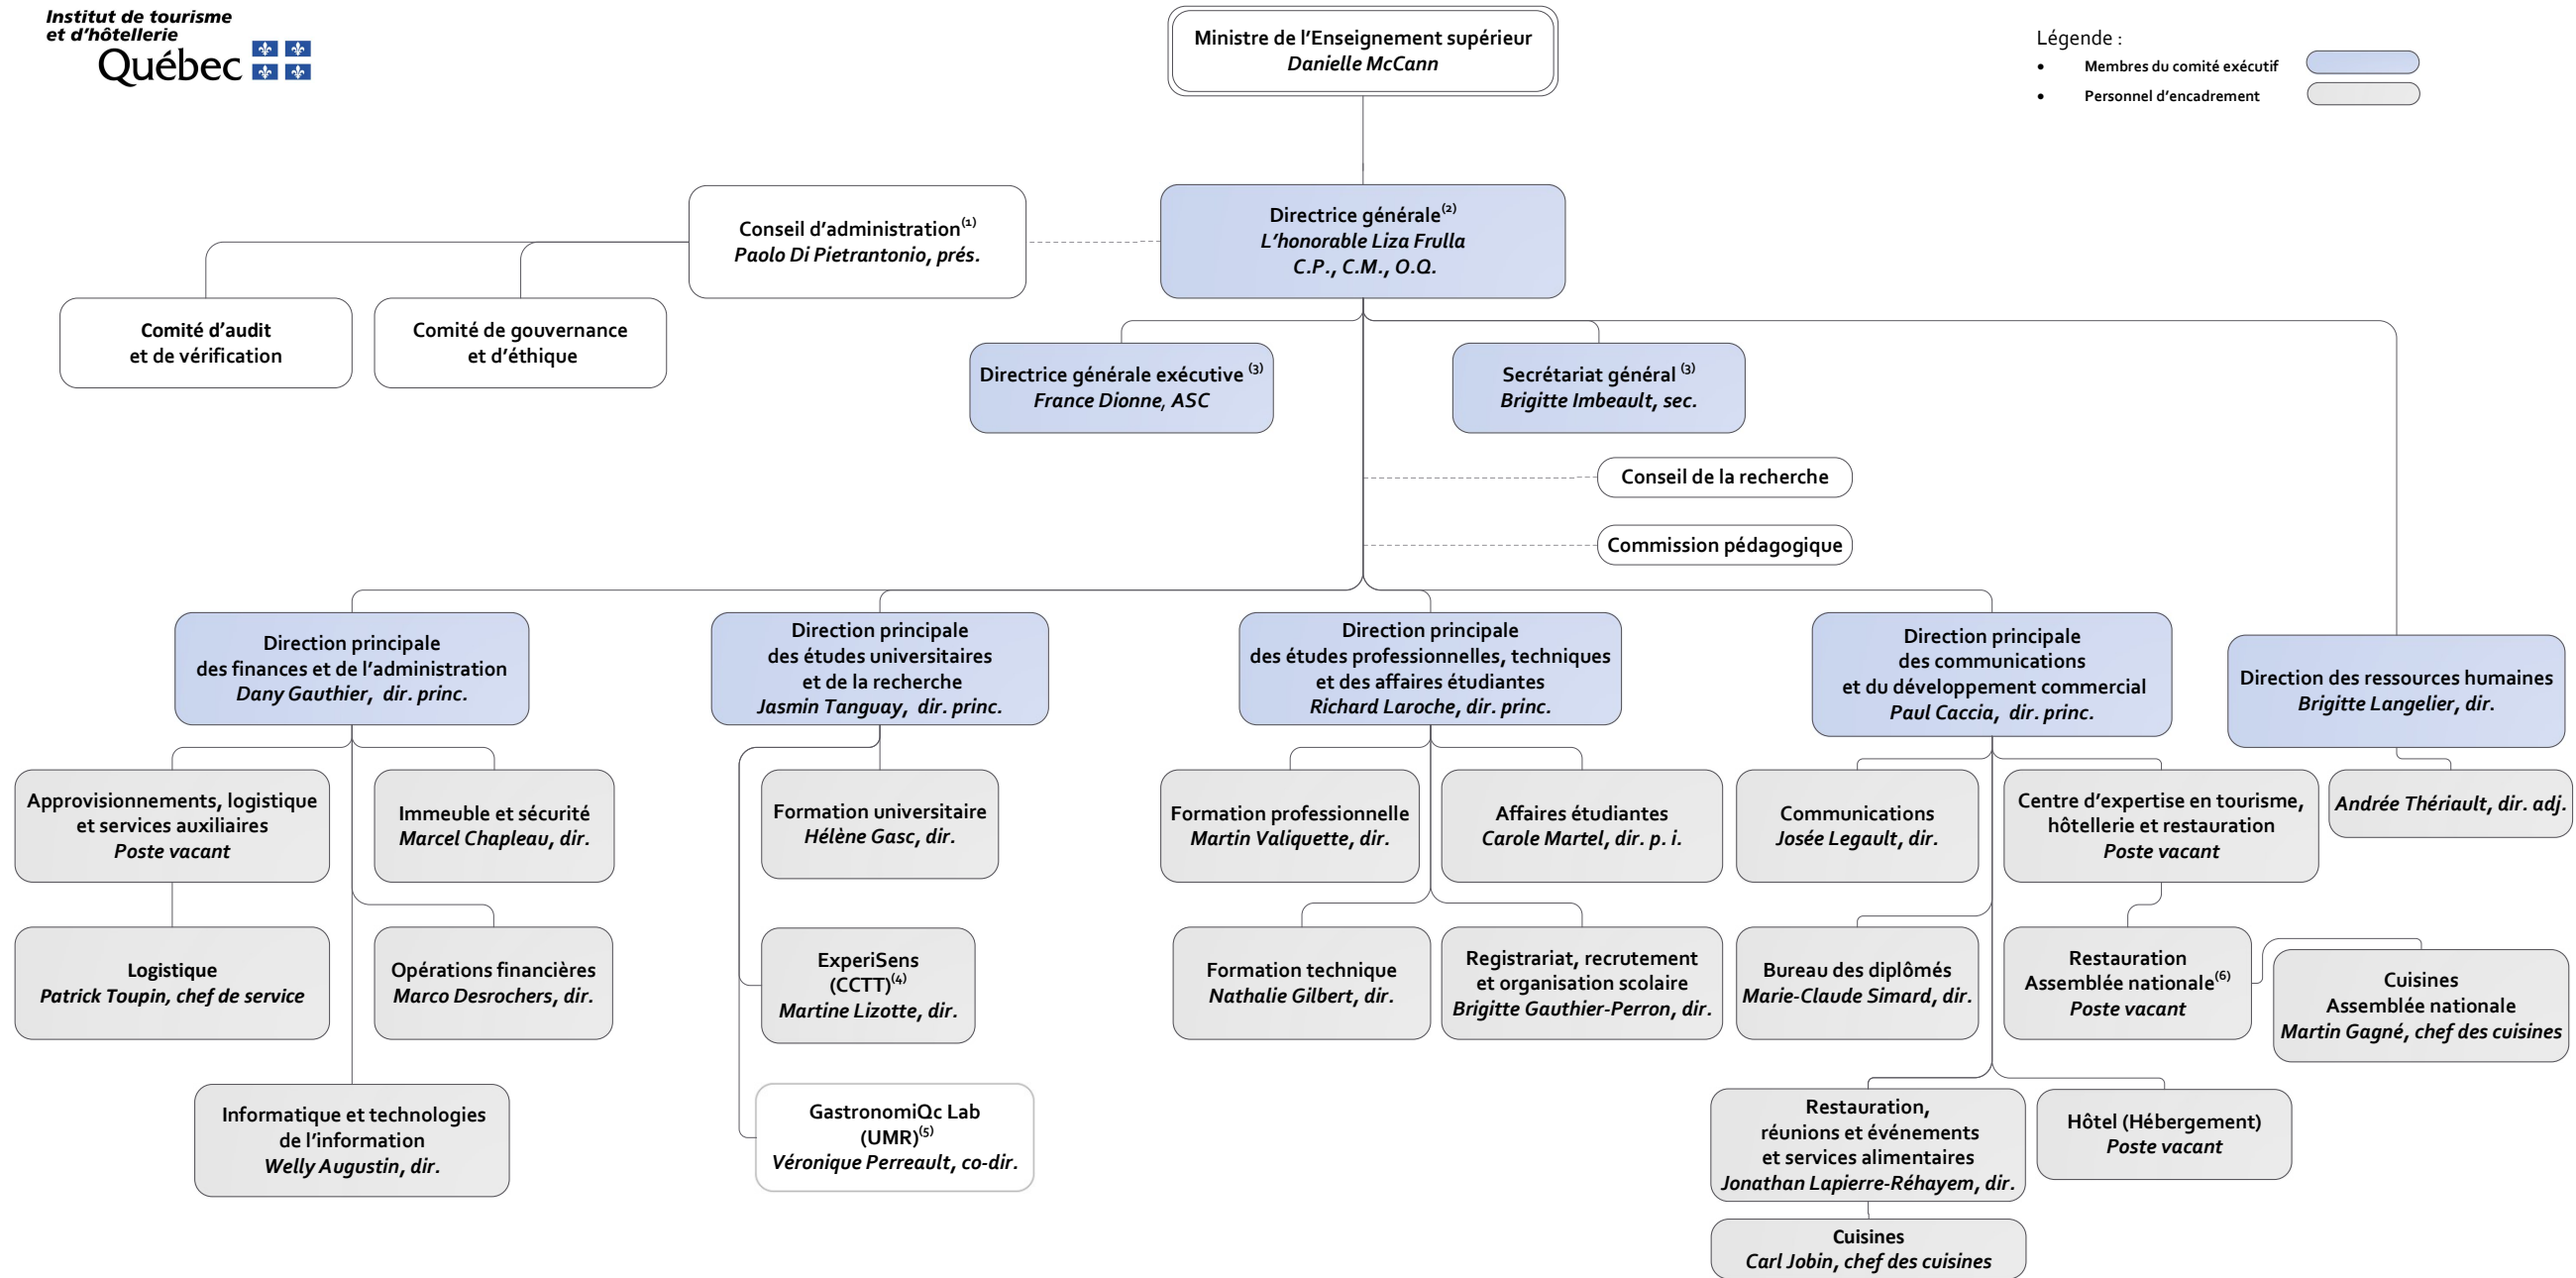 Institut de tourisme
et d'hôtellerie
Québec
Ministre de l'Enseignement supérieur
Danielle McCann
Légende :
• Membres du comité exécutif
• Personnel d'encadrement
Conseil d'administration(1)
Paolo Di Pietrantonio, prés.
Directrice générale(2)
L'honorable Liza Frulla
C.P., C.M., O.Q.
Comité d'audit
et de vérification
Comité de gouvernance
et d'éthique
Directrice générale exécutive (3)
France Dionne, ASC
Secrétariat général (3)
Brigitte Imbeault, sec.
Conseil de la recherche
Commission pédagogique
Direction principale
des finances et de l'administration
Dany Gauthier, dir. princ.
Direction principale
des études universitaires
et de la recherche
Jasmin Tanguay, dir. princ.
Direction principale
des études professionnelles, techniques
et des affaires étudiantes
Richard Laroche, dir. princ.
Direction principale
des communications
et du développement commercial
Paul Caccia, dir. princ.
Direction des ressources humaines
Brigitte Langelier, dir.
Approvisionnements, logistique
et services auxiliaires
Poste vacant
Immeuble et sécurité
Marcel Chapleau, dir.
Formation universitaire
Hélène Gasc, dir.
Formation professionnelle
Martin Valiquette, dir.
Affaires étudiantes
Carole Martel, dir. p. i.
Communications
Josée Legault, dir.
Centre d'expertise en tourisme,
hôtellerie et restauration
Poste vacant
Andrée Thériault, dir. adj.
Logistique
Patrick Toupin, chef de service
Opérations financières
Marco Desrochers, dir.
ExperiSens
(CCTT)(4)
Martine Lizotte, dir.
Formation technique
Nathalie Gilbert, dir.
Registrariat, recrutement
et organisation scolaire
Brigitte Gauthier-Perron, dir.
Bureau des diplômés
Marie-Claude Simard, dir.
Restauration
Assemblée nationale(6)
Poste vacant
Cuisines
Assemblée nationale
Martin Gagné, chef des cuisines
Informatique et technologies
de l'information
Welly Augustin, dir.
GastronomiQc Lab
(UMR)(5)
Véronique Perreault, co-dir.
Restauration,
réunions et événements
et services alimentaires
Jonathan Lapierre-Réhayem, dir.
Hôtel (Hébergement)
Poste vacant
Cuisines
Carl Jobin, chef des cuisines